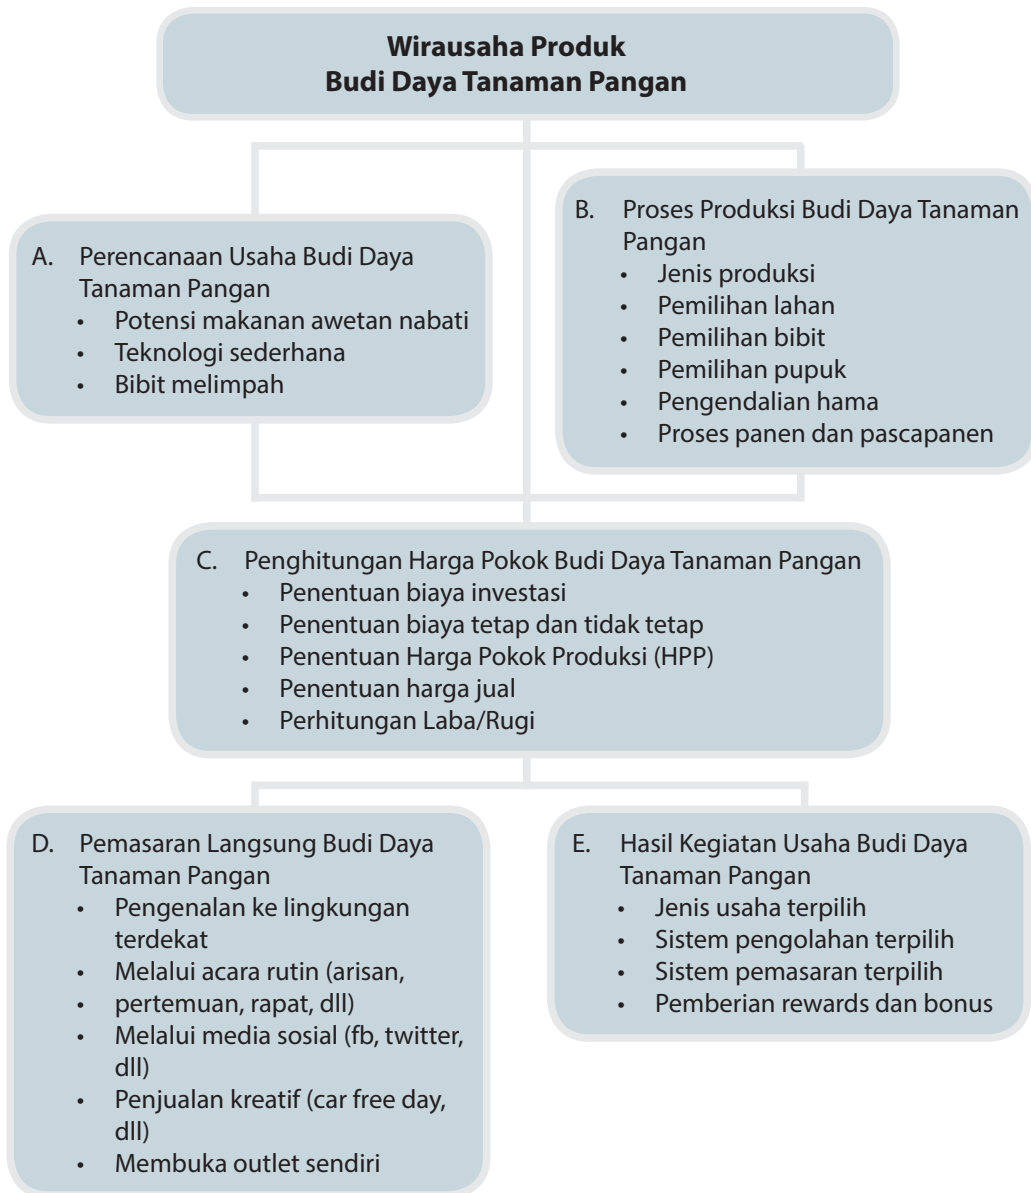 Wirausaha Produk
Budi Daya Tanaman Pangan
A. Perencanaan Usaha Budi Daya
Tanaman Pangan
• Potensi makanan awetan nabati
• Teknologi sederhana
• Bibit melimpah
B. Proses Produksi Budi Daya Tanaman
Pangan
• Jenis produksi
• Pemilihan lahan
• Pemilihan bibit
• Pemilihan pupuk
• Pengendalian hama
• Proses panen dan pascapanen
C. Penghitungan Harga Pokok Budi Daya Tanaman Pangan
• Penentuan biaya investasi
• Penentuan biaya tetap dan tidak tetap
• Penentuan Harga Pokok Produksi (HPP)
• Penentuan harga jual
• Perhitungan Laba/Rugi
D. Pemasaran Langsung Budi Daya
Tanaman Pangan
• Pengenalan ke lingkungan
terdekat
• Melalui acara rutin (arisan,
• pertemuan, rapat, dll)
• Melalui media sosial (fb, twitter,
dll)
• Penjualan kreatif (car free day,
dll)
• Membuka outlet sendiri
E. Hasil Kegiatan Usaha Budi Daya
Tanaman Pangan
• Jenis usaha terpilih
• Sistem pengolahan terpilih
• Sistem pemasaran terpilih
• Pemberian rewards dan bonus